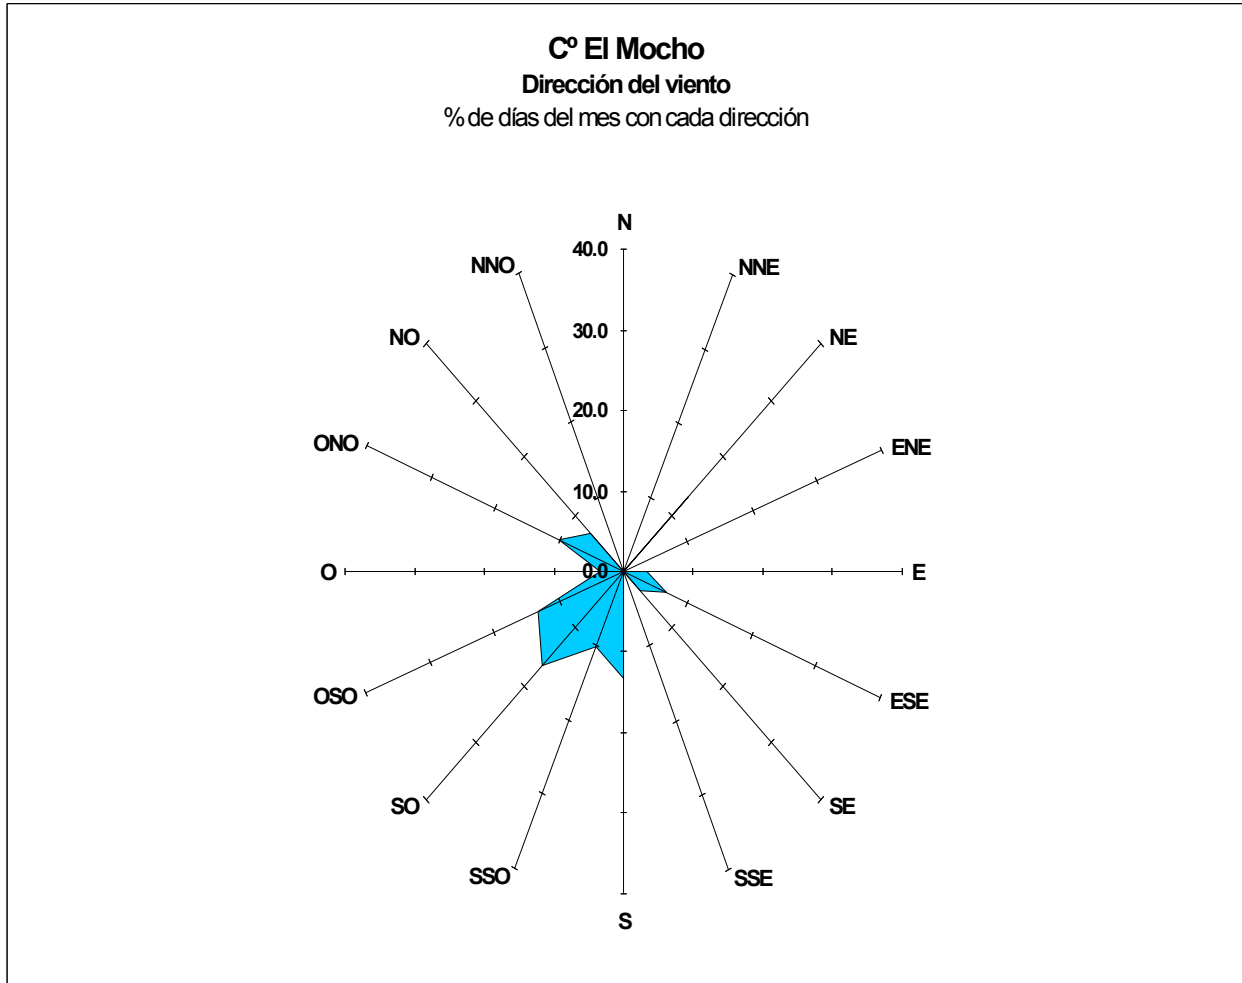 Cº El Mocho
Dirección del viento
% de días del mes con cada dirección
N
40.0
NNO
NNE
30.0
NO
NE
20.0
ONO
ENE
10.0
O
0.0
E
OSO
ESE
SO
SE
SSO
SSE
S